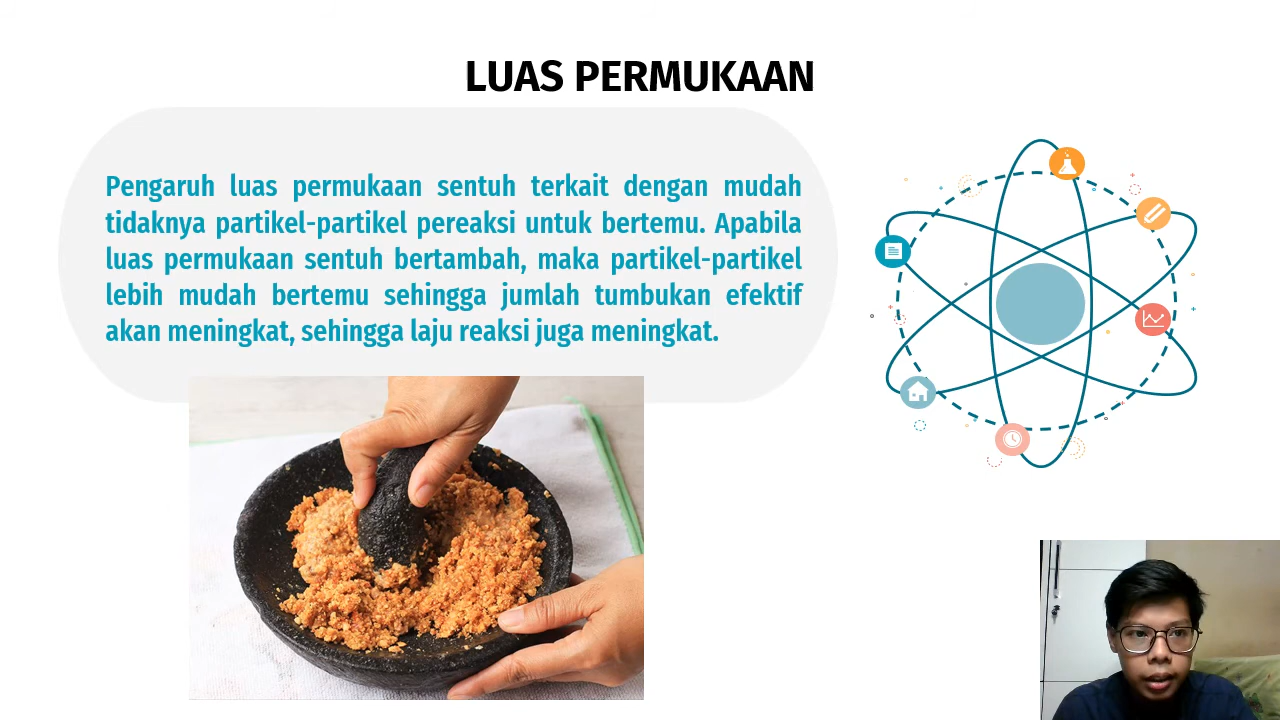 LUAS PERMUKAAN
Pengaruh luas permukaan sentuh terkait dengan mudah
tidaknya partikel-partikel pereaksi untuk bertemu. Apabila
luas permukaan sentuh bertambah, maka partikel-partikel
lebih mudah bertemu sehingga jumlah tumbukan efektif
akan meningkat, sehingga laju reaksi juga meningkat.